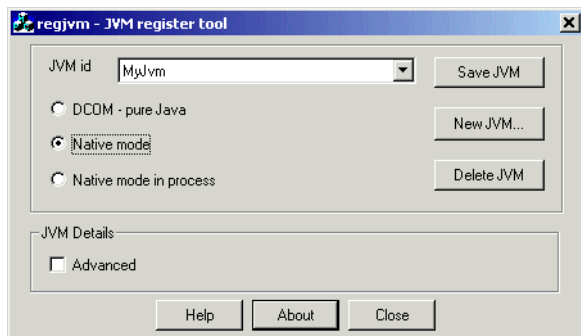 regjvm - JVM register tool
JVM id MyJvm Save JVM
DCOM - pure Java
New JVM...
Native mode
Native mode in process Delete JVM
JVM Details
Advanced
Help About Close